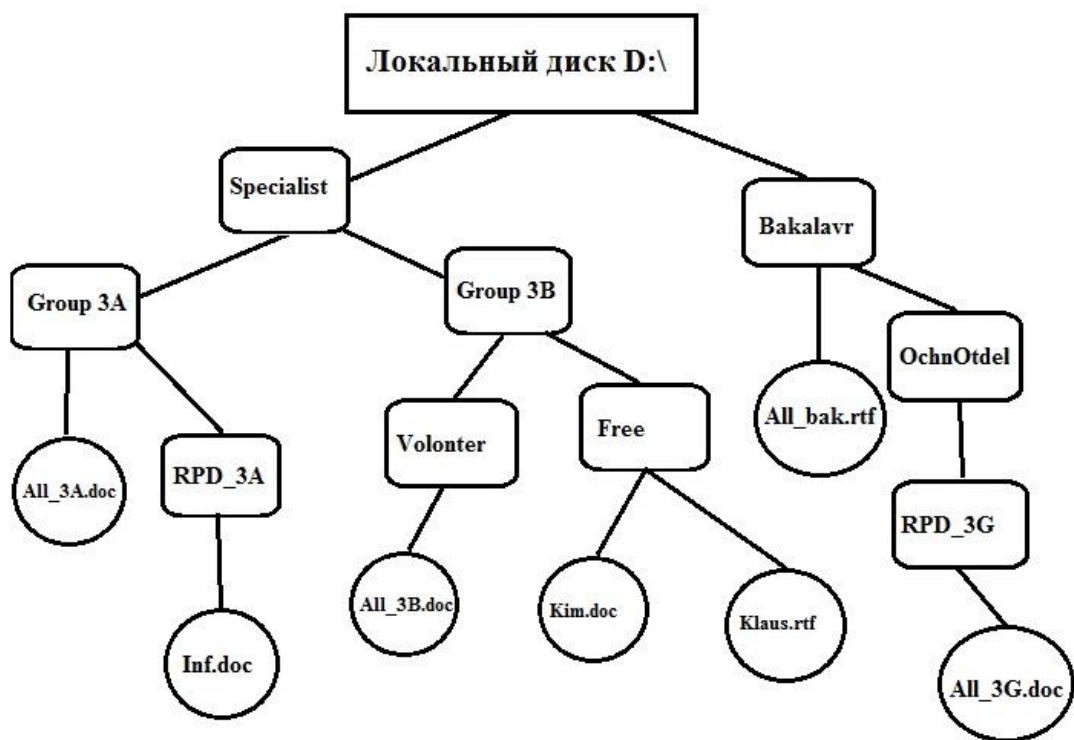 Локальный диск D:\
Specialist
Bakalavr
Group 3A
Group 3B
OchnOtdel
All_bak.rtf
Volonter
Free
RPD_3A
All_3A.doc
RPD_3G
All_3B.doc
Kim.doc
Klaus.rtf
Inf.doc
All_3G.doc